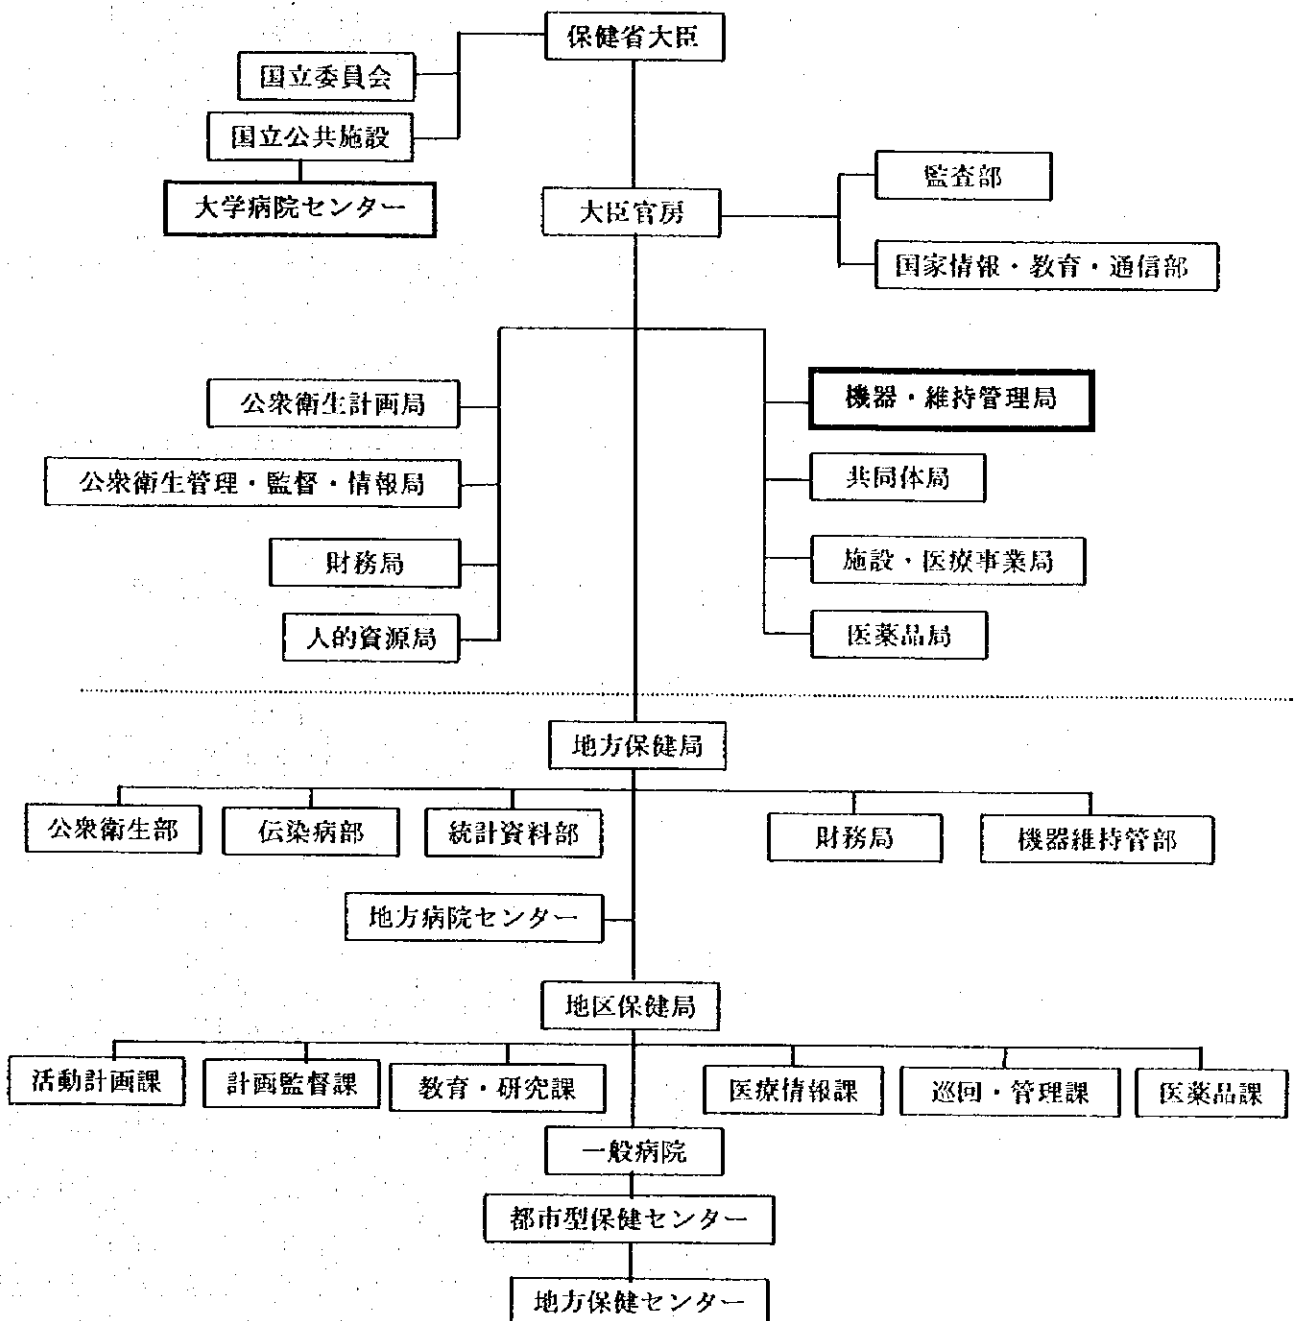 保健省大臣
国立委員会
国立公共施設
大学病院センター
大臣官房
監査部
国家情報・教育・通信部
公衆衛生計画局
公衆衛生管理・監督・情報局
財務局
人的資源局
機器・維持管理局
共同体局
施設・医療事業局
医薬品局
地方保健局
公衆衛生部
伝染病部
統計資料部
財務局
機器維持管部
地方病院センター
地区保健局
活動計画課
計画監督課
教育・研究課
医療情報課
巡回・管理課
医薬品課
一般病院
都市型保健センター
地方保健センター